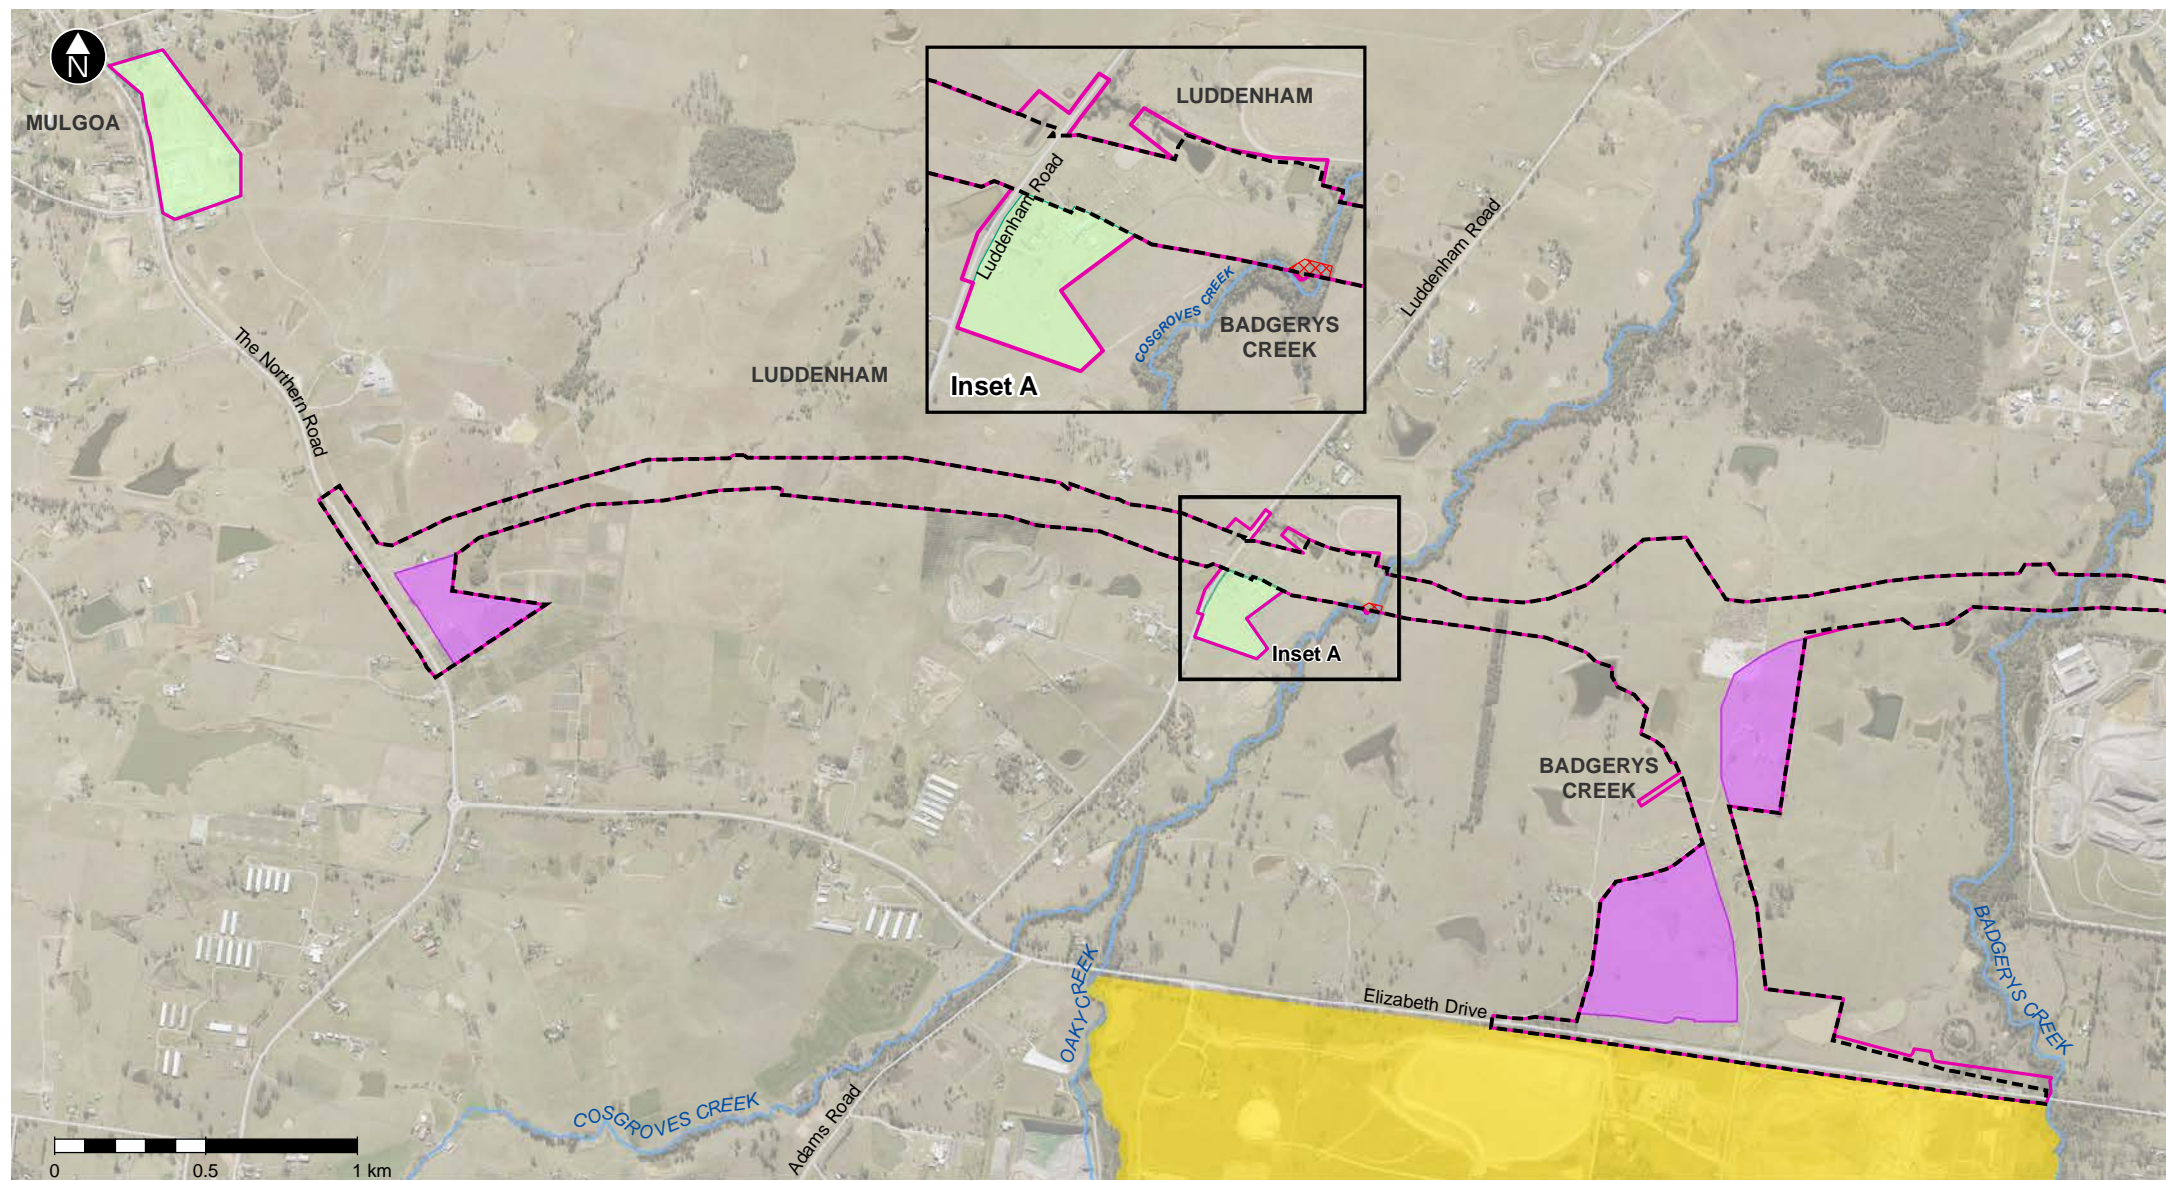 N
MULGOA
LUDDENHAM
Luddenham Road
COSGROVES CREEK
BADGERYS
CREEK
Inset A
Luddenham Road
The Northern Road
LUDDENHAM
Inset A
BADGERYS
CREEK
BADGERYS CREEK
OAKY CREEK
Elizabeth Drive
COSGROVES CREEK
Adams Road
0 0.5 1 km